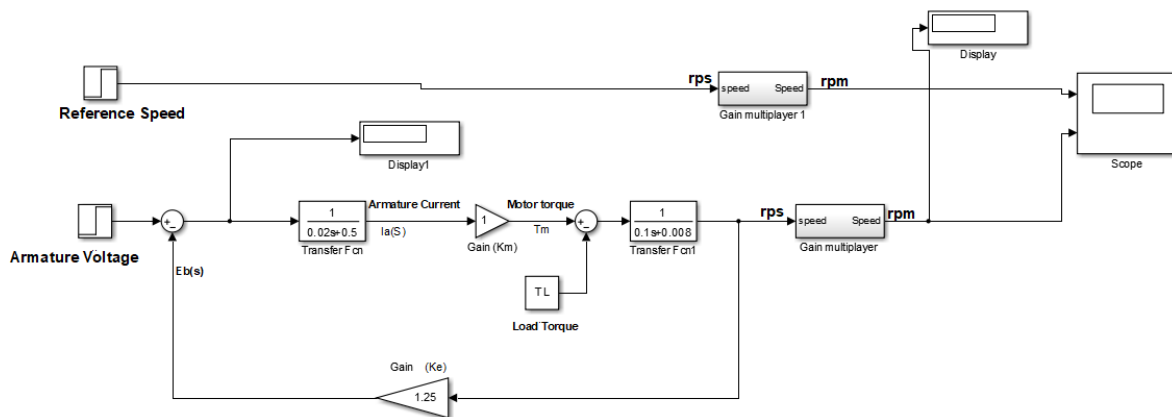 Display
rps
rpm
speed Speed
Gain multiplayer 1
Reference Speed
Display1
Scope
Armature Current
Motor torque
rps
rpm
+
−
1
0.02s+0.5
Transfer Fcn
Ia(S)
1
Gain (Km)
Tm
+
−
1
0.1s+0.008
Transfer Fcn1
speed Speed
Gain multiplayer
Armature Voltage
Eb(s)
TL
Load Torque
Gain (Ke)
1.25